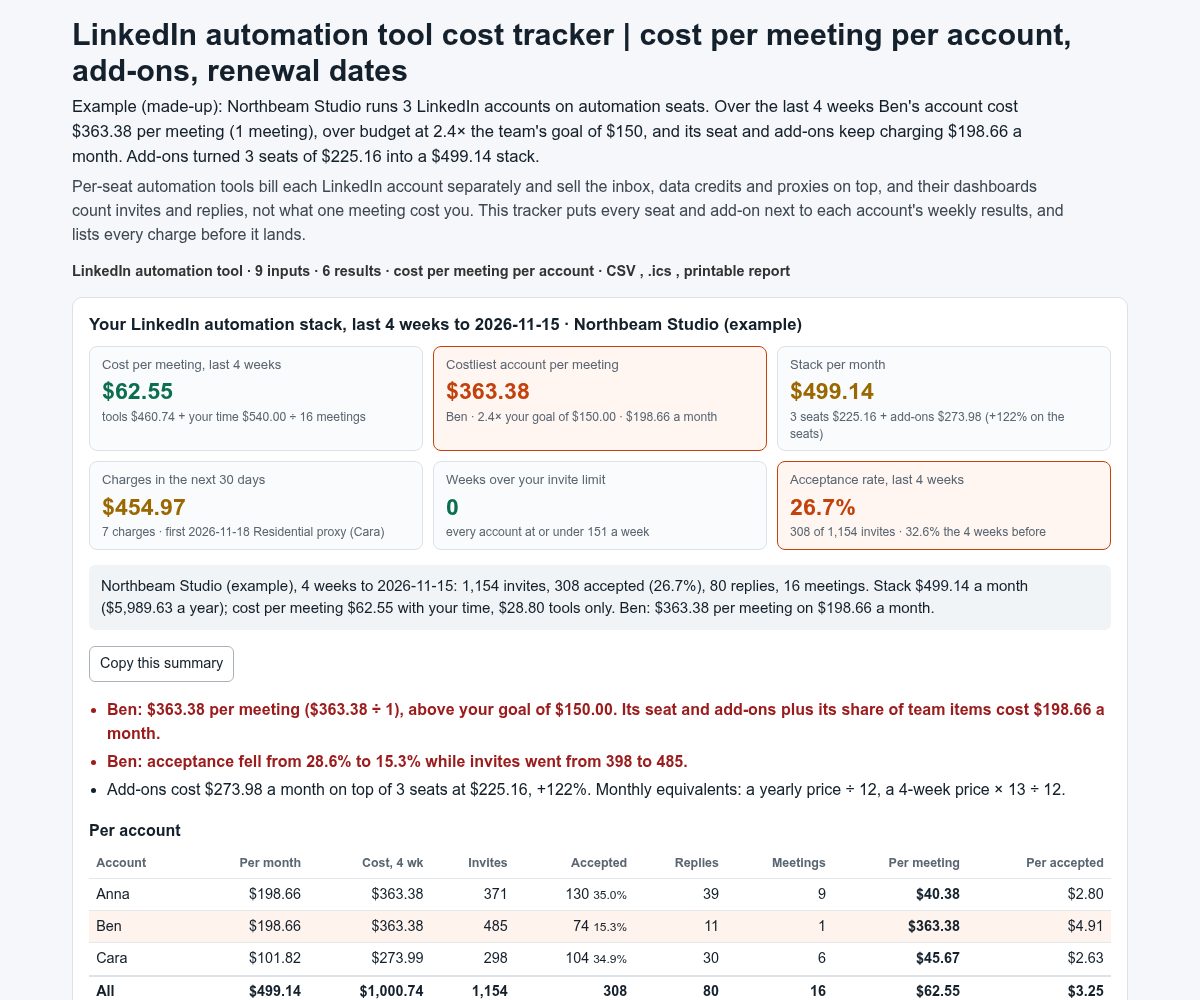 LinkedIn automation tool cost tracker | cost per meeting per account,
add-ons, renewal dates
Example (made-up): Northbeam Studio runs 3 LinkedIn accounts on automation seats. Over the last 4 weeks Ben's account cost
$363.38 per meeting (1 meeting), over budget at 2.4× the team's goal of $150, and its seat and add-ons keep charging $198.66 a
month. Add-ons turned 3 seats of $225.16 into a $499.14 stack.
Per-seat automation tools bill each LinkedIn account separately and sell the inbox, data credits and proxies on top, and their dashboards
count invites and replies, not what one meeting cost you. This tracker puts every seat and add-on next to each account's weekly results, and
lists every charge before it lands.
LinkedIn automation tool · 9 inputs · 6 results · cost per meeting per account · CSV , .ics , printable report
Your LinkedIn automation stack, last 4 weeks to 2026-11-15 · Northbeam Studio (example)
Cost per meeting, last 4 weeks
$62.55
tools $460.74 + your time $540.00 ÷ 16 meetings
Costliest account per meeting
$363.38
Ben · 2.4× your goal of $150.00 · $198.66 a month
Stack per month
$499.14
3 seats $225.16 + add-ons $273.98 (+122% on the
seats)
Charges in the next 30 days
$454.97
7 charges · first 2026-11-18 Residential proxy (Cara)
Weeks over your invite limit
0
every account at or under 151 a week
Acceptance rate, last 4 weeks
26.7%
308 of 1,154 invites · 32.6% the 4 weeks before
Northbeam Studio (example), 4 weeks to 2026-11-15: 1,154 invites, 308 accepted (26.7%), 80 replies, 16 meetings. Stack $499.14 a month
($5,989.63 a year); cost per meeting $62.55 with your time, $28.80 tools only. Ben: $363.38 per meeting on $198.66 a month.
Copy this summary
• Ben: $363.38 per meeting ($363.38 ÷ 1), above your goal of $150.00. Its seat and add-ons plus its share of team items cost $198.66 a
month.
• Ben: acceptance fell from 28.6% to 15.3% while invites went from 398 to 485.
• Add-ons cost $273.98 a month on top of 3 seats at $225.16, +122%. Monthly equivalents: a yearly price ÷ 12, a 4-week price × 13 ÷ 12.
Per account
Account Per month Cost, 4 wk Invites Accepted Replies Meetings Per meeting Per accepted
Anna $198.66 $363.38 371 130 35.0% 39 9 $40.38 $2.80
Ben $198.66 $363.38 485 74 15.3% 11 1 $363.38 $4.91
Cara $101.82 $273.99 298 104 34.9% 30 6 $45.67 $2.63
All $499.14 $1,000.74 1,154 308 80 16 $62.55 $3.25